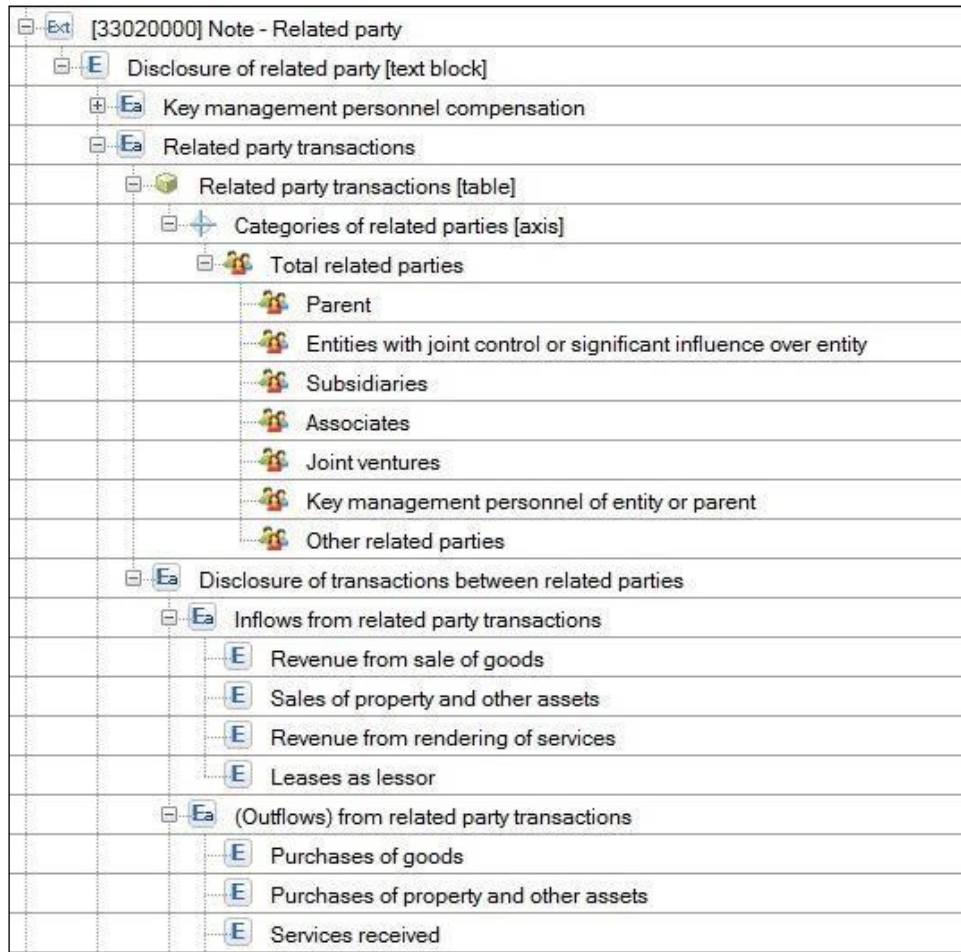 Ext [33020000] Note - Related party
E Disclosure of related party [text block]
Ea Key management personnel compensation
Ea Related party transactions
Related party transactions [table]
Categories of related parties [axis]
Total related parties
Parent
Entities with joint control or significant influence over entity
Subsidiaries
Associates
Joint ventures
Key management personnel of entity or parent
Other related parties
Ea Disclosure of transactions between related parties
Ea Inflows from related party transactions
E Revenue from sale of goods
E Sales of property and other assets
E Revenue from rendering of services
E Leases as lessor
Ea (Outflows) from related party transactions
E Purchases of goods
E Purchases of property and other assets
E Services received